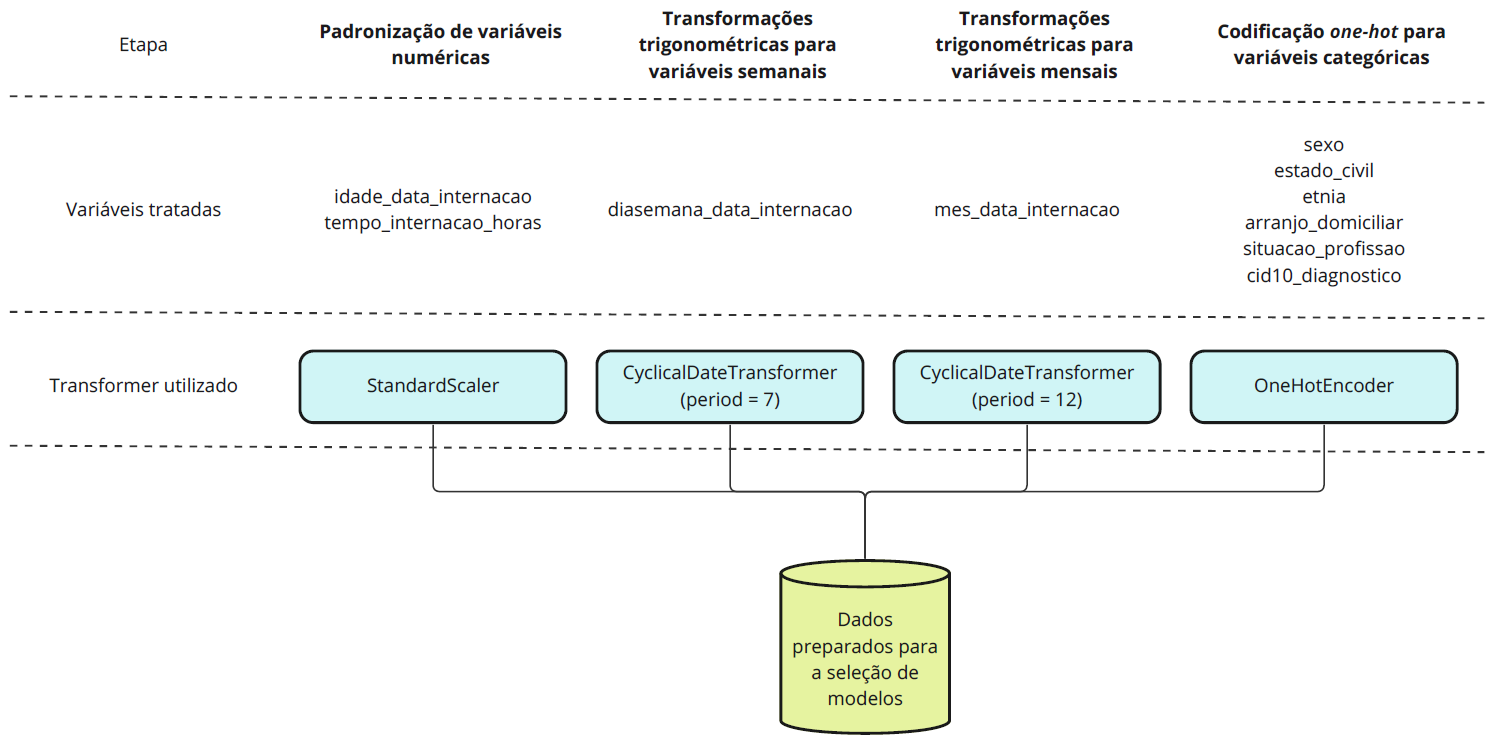 Etapa
Padronização de variáveis
numéricas
Transformações
trigonométricas para
variáveis semanais
Transformações
trigonométricas para
variáveis mensais
Codificação one-hot para
variáveis categóricas
Variáveis tratadas
idade_data_internacao
tempo_internacao_horas
diasemana_data_internacao
mes_data_internacao
sexo
estado_civil
etnia
arranjo_domiciliar
situacao_profissao
cid10_diagnostico
Transformer utilizado
StandardScaler
CyclicalDateTransformer
(period = 7)
CyclicalDateTransformer
(period = 12)
OneHotEncoder
Dados
preparados para
a seleção de
modelos